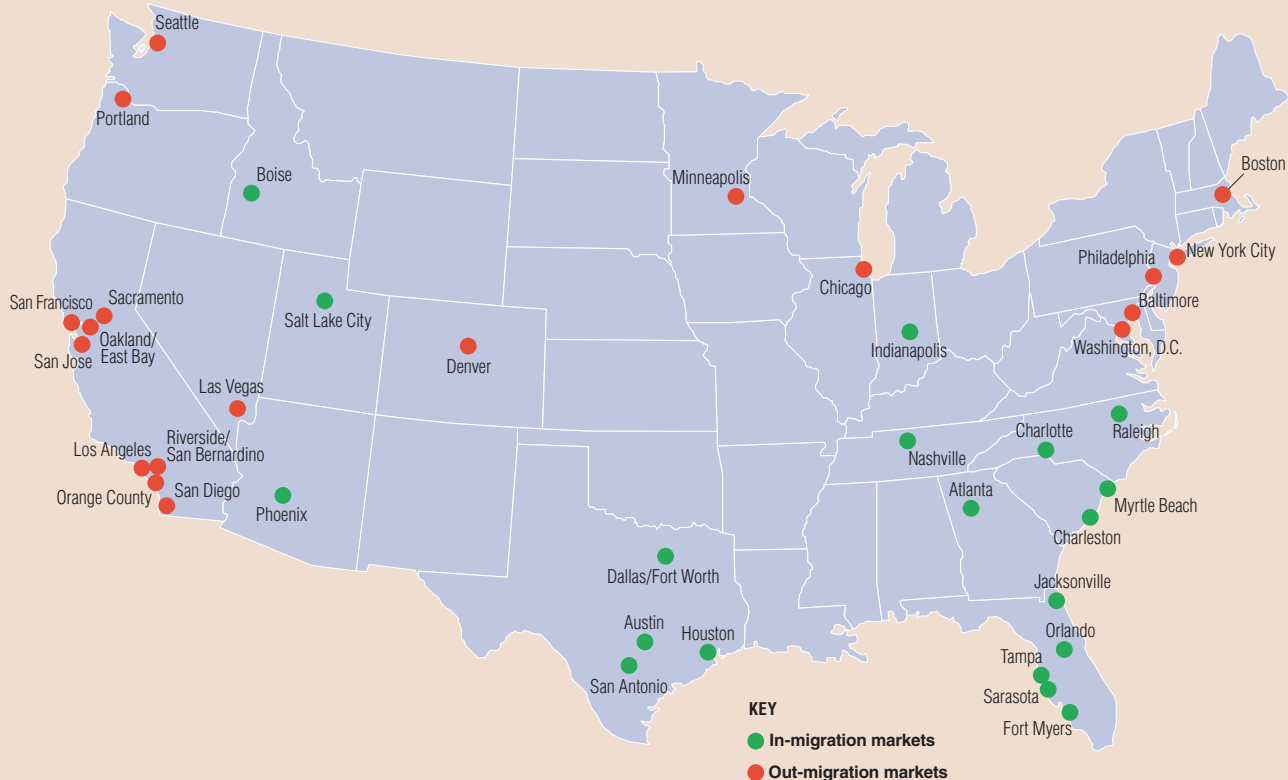 Seattle
Portland
Boise
Minneapolis
Boston
New York City
Philadelphia
Baltimore
Washington, D.C.
Chicago
Indianapolis
San Francisco
Sacramento
Oakland/
East Bay
San Jose
Salt Lake City
Denver
Las Vegas
Los Angeles
Riverside/
San Bernardino
Orange County
San Diego
Phoenix
Nashville
Charlotte
Raleigh
Atlanta
Myrtle Beach
Charleston
Dallas/Fort Worth
Austin
Houston
San Antonio
Jacksonville
Orlando
Tampa
Sarasota
Fort Myers
KEY
In-migration markets
Out-migration markets